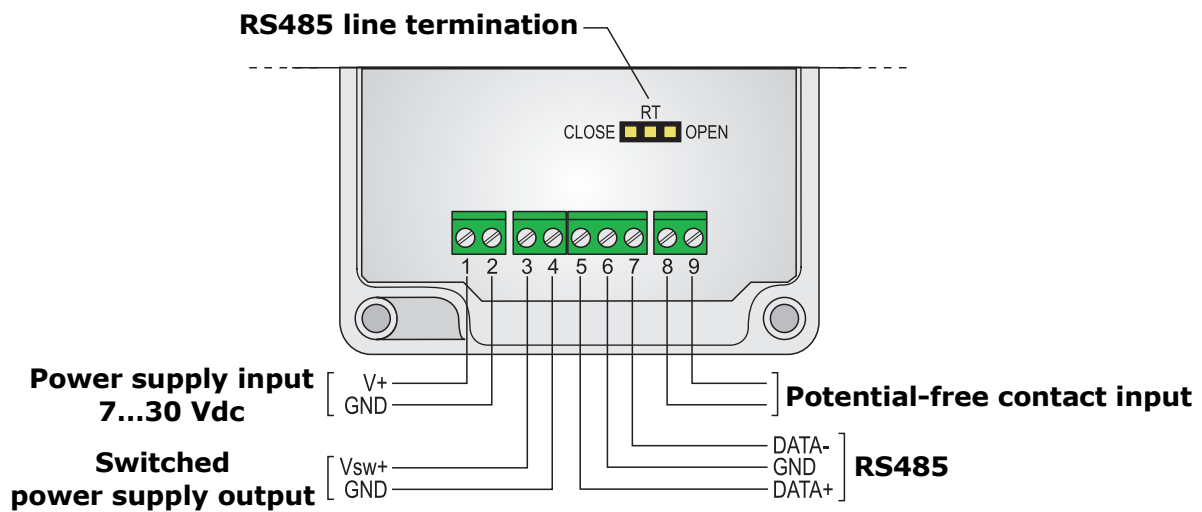 RS485 line termination
RT
CLOSE OPEN
1 2 3 4 5 6 7 8 9
Power supply input
7...30 Vdc
V+
GND
Switched
power supply output
Vsw+
GND
Potential-free contact input
DATA-
GND
DATA+
RS485